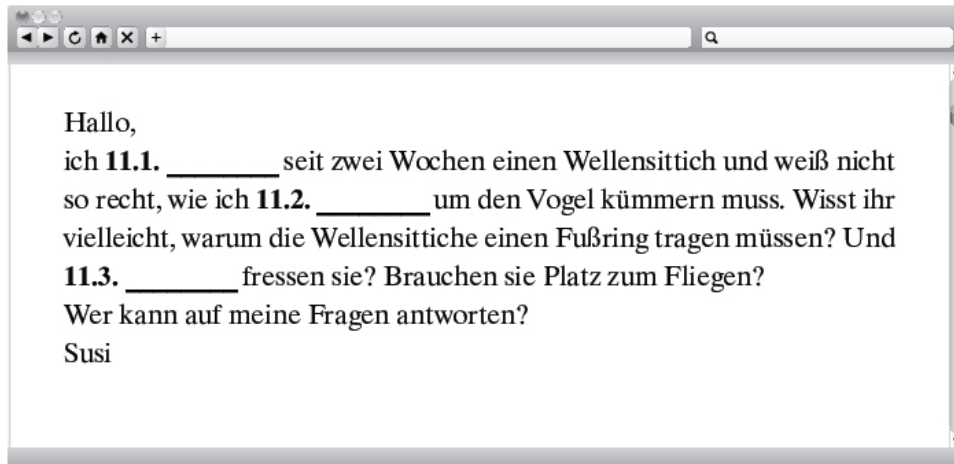 Hallo,
ich 11.1. ________ seit zwei Wochen einen Wellensittich und weiß nicht
so recht, wie ich 11.2. ________ um den Vogel kümmern muss. Wisst ihr
vielleicht, warum die Wellensittiche einen Fußring tragen müssen? Und
11.3. ________ fressen sie? Brauchen sie Platz zum Fliegen?
Wer kann auf meine Fragen antworten?
Susi